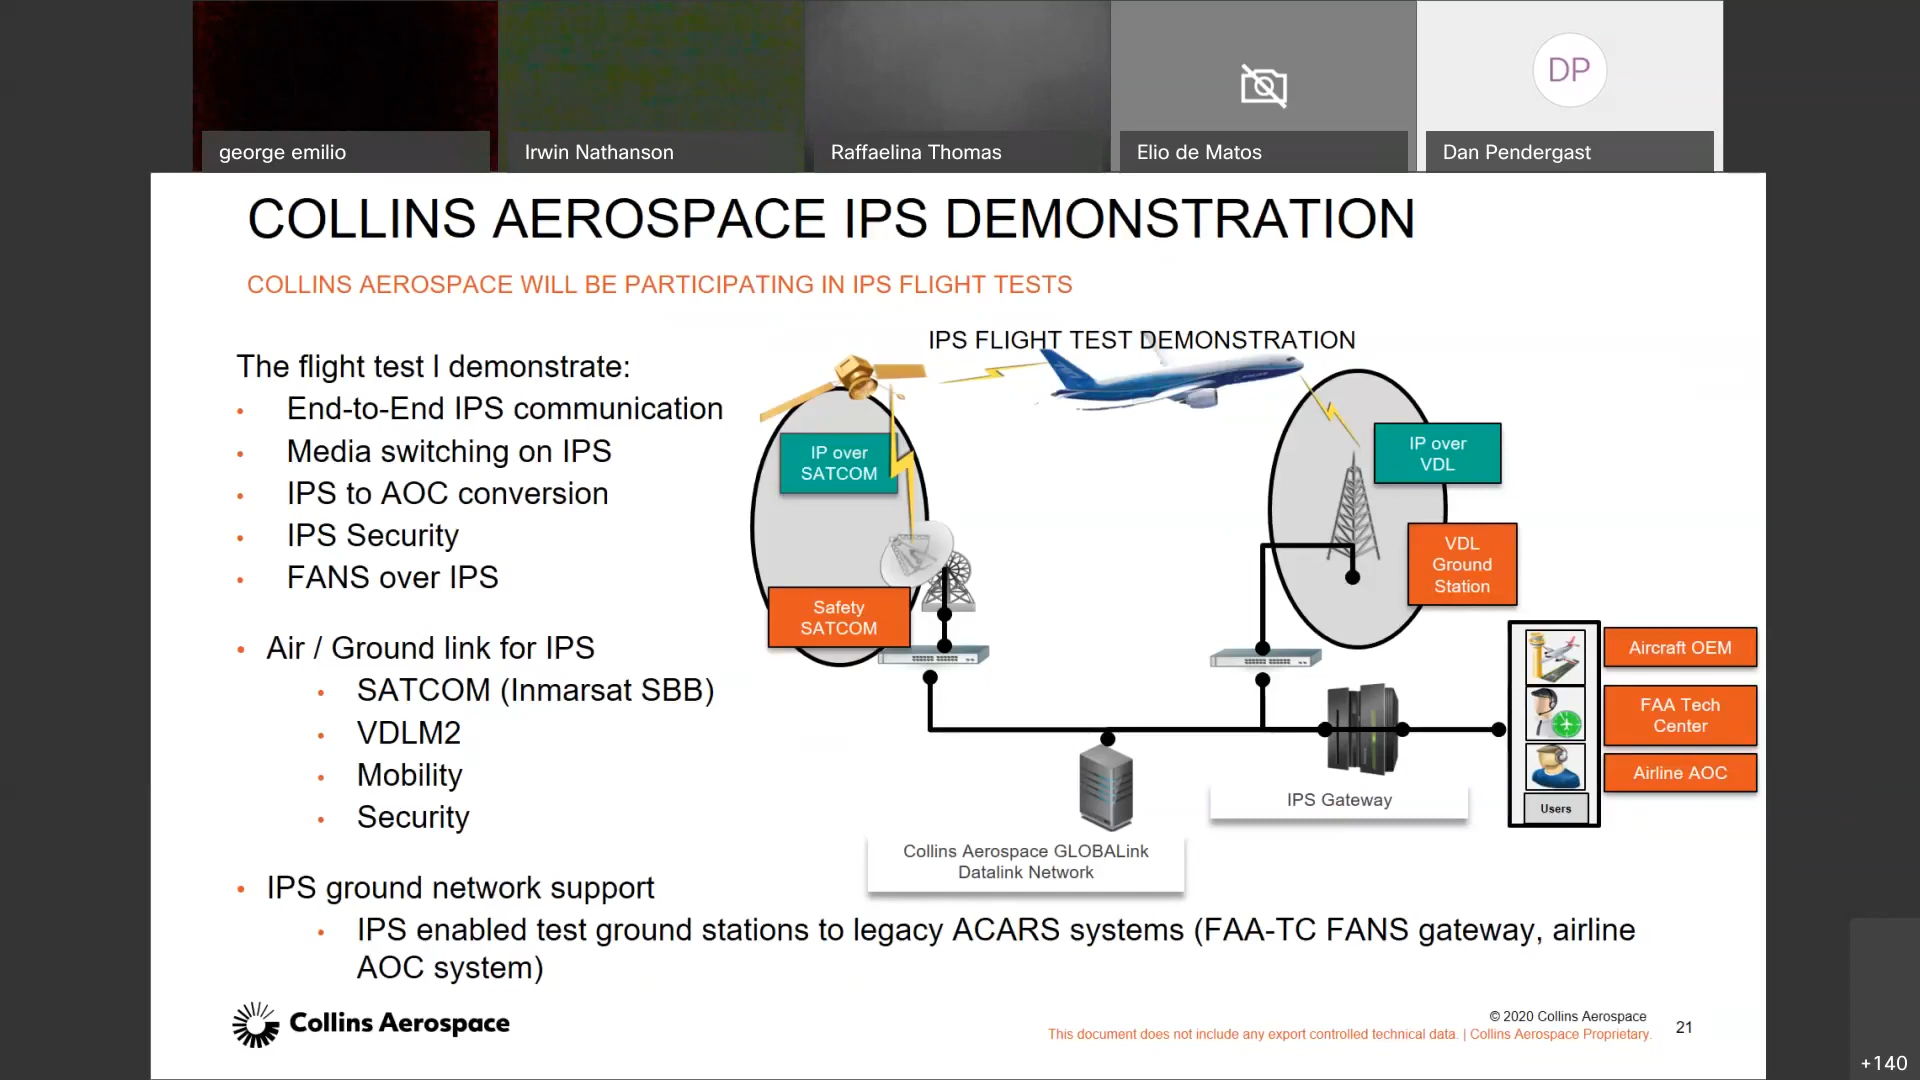 george emilio
Irwin Nathanson
Raffaelina Thomas
Elio de Matos
DP
Dan Pendergast
COLLINS AEROSPACE IPS DEMONSTRATION
COLLINS AEROSPACE WILL BE PARTICIPATING IN IPS FLIGHT TESTS
The flight test I demonstrate:
• End-to-End IPS communication
• Media switching on IPS
• IPS to AOC conversion
• IPS Security
• FANS over IPS
• Air / Ground link for IPS
• SATCOM (Inmarsat SBB)
• VDLM2
• Mobility
• Security
• IPS ground network support
• IPS enabled test ground stations to legacy ACARS systems (FAA-TC FANS gateway, airline
AOC system)
IPS FLIGHT TEST DEMONSTRATION
IP over
SATCOM
Safety
SATCOM
IP over
VDL
VDL
Ground
Station
Aircraft OEM
FAA Tech
Center
Airline AOC
Users
IPS Gateway
Collins Aerospace GLOBALink
Datalink Network
Collins Aerospace
© 2020 Collins Aerospace
This document does not include any export controlled technical data. | Collins Aerospace Proprietary.
21
+140